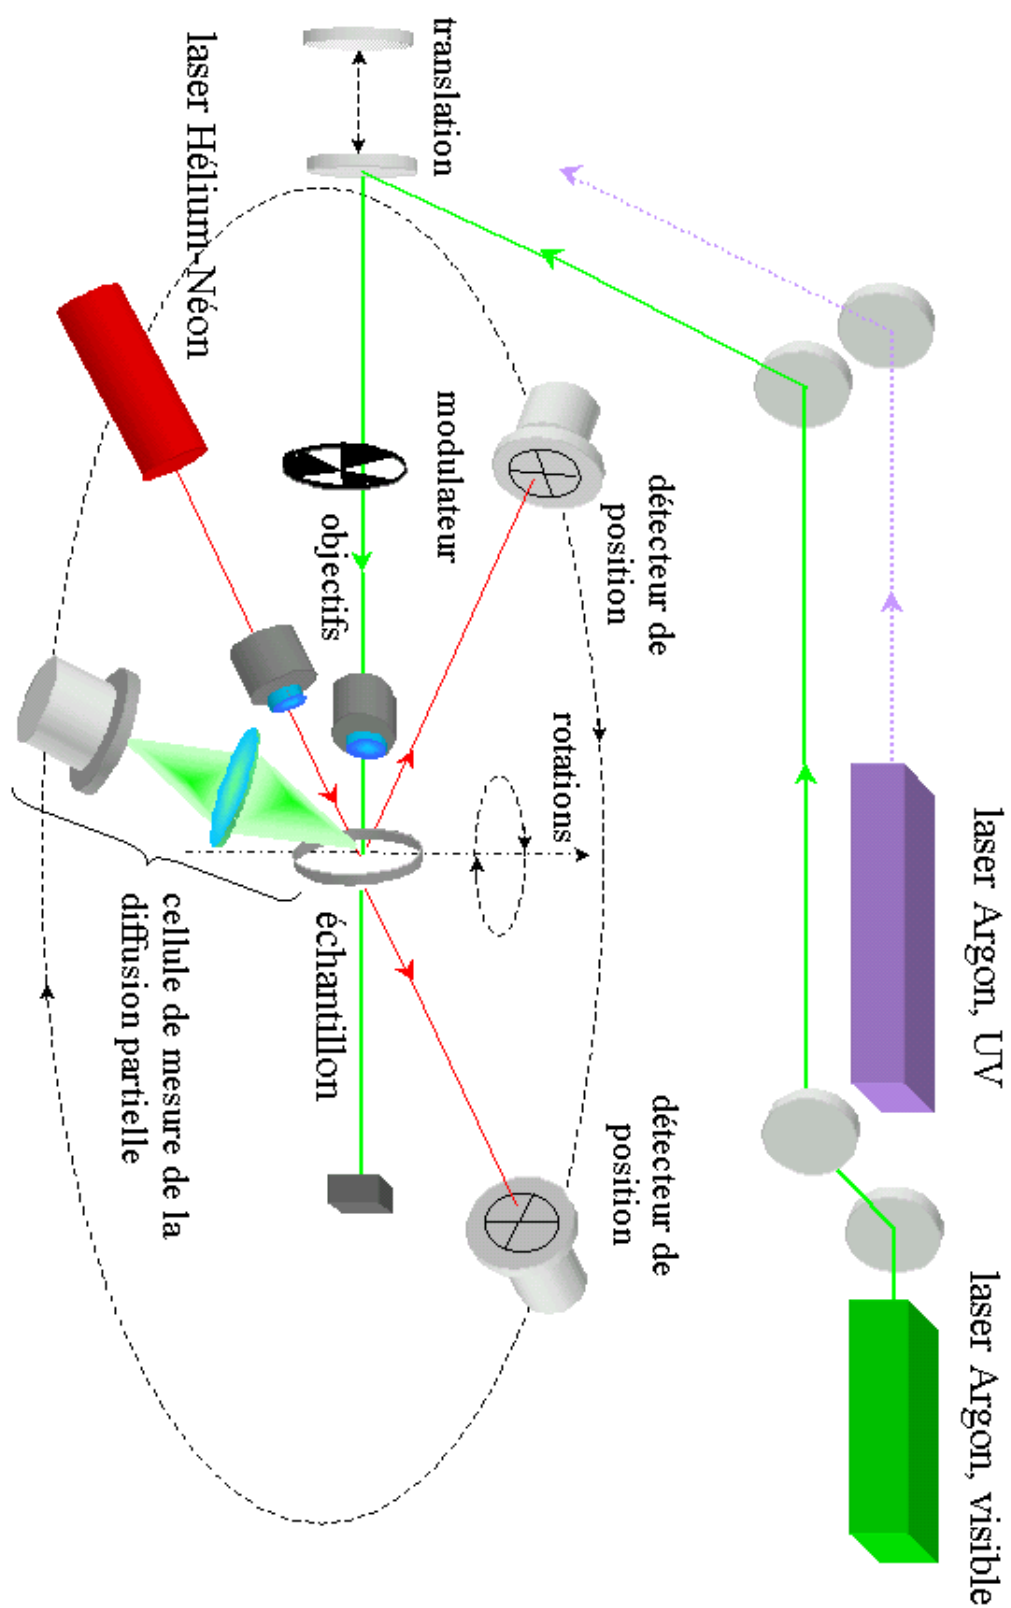 laser Argon, visible
laser Argon, UV
détecteur de
position
détecteur de
position
rotations
translation
modulateur
objectifs
échantillon
laser Hélium-Néon
cellule de mesure de la
diffusion partielle